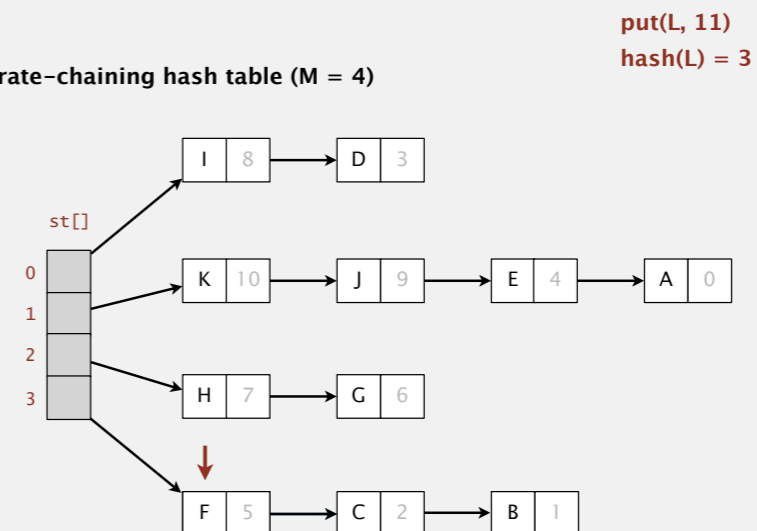 put(L, 11)
hash(L) = 3
rate-chaining hash table (M = 4)
I 8 D 3
st[]
0
K 10 J 9 E 4 A 0
1
2
H 7 G 6
3
F 5 C 2 B 1